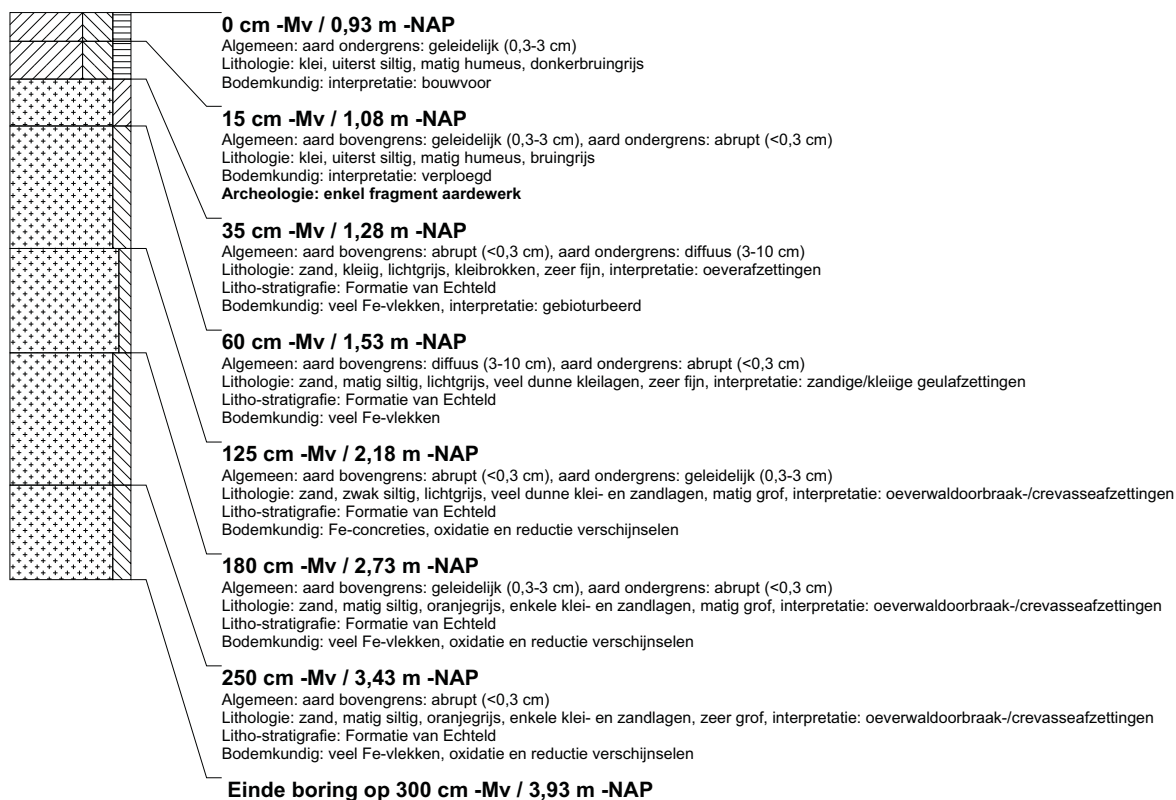 0 cm -Mv / 0,93 m -NAP
Algemeen: aard ondergrens: geleidelijk (0,3-3 cm)
Lithologie: klei, uiterst siltig, matig humeus, donkerbruingrijs
Bodemkundig: interpretatie: bouwvoor
15 cm -Mv / 1,08 m -NAP
Algemeen: aard bovengrens: geleidelijk (0,3-3 cm), aard ondergrens: abrupt (<0,3 cm)
Lithologie: klei, uiterst siltig, matig humeus, bruingrijs
Bodemkundig: interpretatie: verploegd
Archeologie: enkel fragment aardewerk
35 cm -Mv / 1,28 m -NAP
Algemeen: aard bovengrens: abrupt (<0,3 cm), aard ondergrens: diffuus (3-10 cm)
Lithologie: zand, kleiig, lichtgrijs, kleibrokken, zeer fijn, interpretatie: oeverafzettingen
Litho-stratigrafie: Formatie van Echteld
Bodemkundig: veel Fe-vlekken, interpretatie: gebioturbeerd
60 cm -Mv / 1,53 m -NAP
Algemeen: aard bovengrens: diffuus (3-10 cm), aard ondergrens: abrupt (<0,3 cm)
Lithologie: zand, matig siltig, lichtgrijs, veel dunne kleilagen, zeer fijn, interpretatie: zandige/kleiige geulafzettingen
Litho-stratigrafie: Formatie van Echteld
Bodemkundig: veel Fe-vlekken
125 cm -Mv / 2,18 m -NAP
Algemeen: aard bovengrens: abrupt (<0,3 cm), aard ondergrens: geleidelijk (0,3-3 cm)
Lithologie: zand, zwak siltig, lichtgrijs, veel dunne klei- en zandlagen, matig grof, interpretatie: oeverwaldoorbraak-/crevasseafzettingen
Litho-stratigrafie: Formatie van Echteld
Bodemkundig: Fe-concreties, oxidatie en reductie verschijnselen
180 cm -Mv / 2,73 m -NAP
Algemeen: aard bovengrens: geleidelijk (0,3-3 cm), aard ondergrens: abrupt (<0,3 cm)
Lithologie: zand, matig siltig, oranjegrijs, enkele klei- en zandlagen, matig grof, interpretatie: oeverwaldoorbraak-/crevasseafzettingen
Litho-stratigrafie: Formatie van Echteld
Bodemkundig: veel Fe-vlekken, oxidatie en reductie verschijnselen
250 cm -Mv / 3,43 m -NAP
Algemeen: aard bovengrens: abrupt (<0,3 cm)
Lithologie: zand, matig siltig, oranjegrijs, enkele klei- en zandlagen, zeer grof, interpretatie: oeverwaldoorbraak-/crevasseafzettingen
Litho-stratigrafie: Formatie van Echteld
Bodemkundig: veel Fe-vlekken, oxidatie en reductie verschijnselen
Einde boring op 300 cm -Mv / 3,93 m -NAP